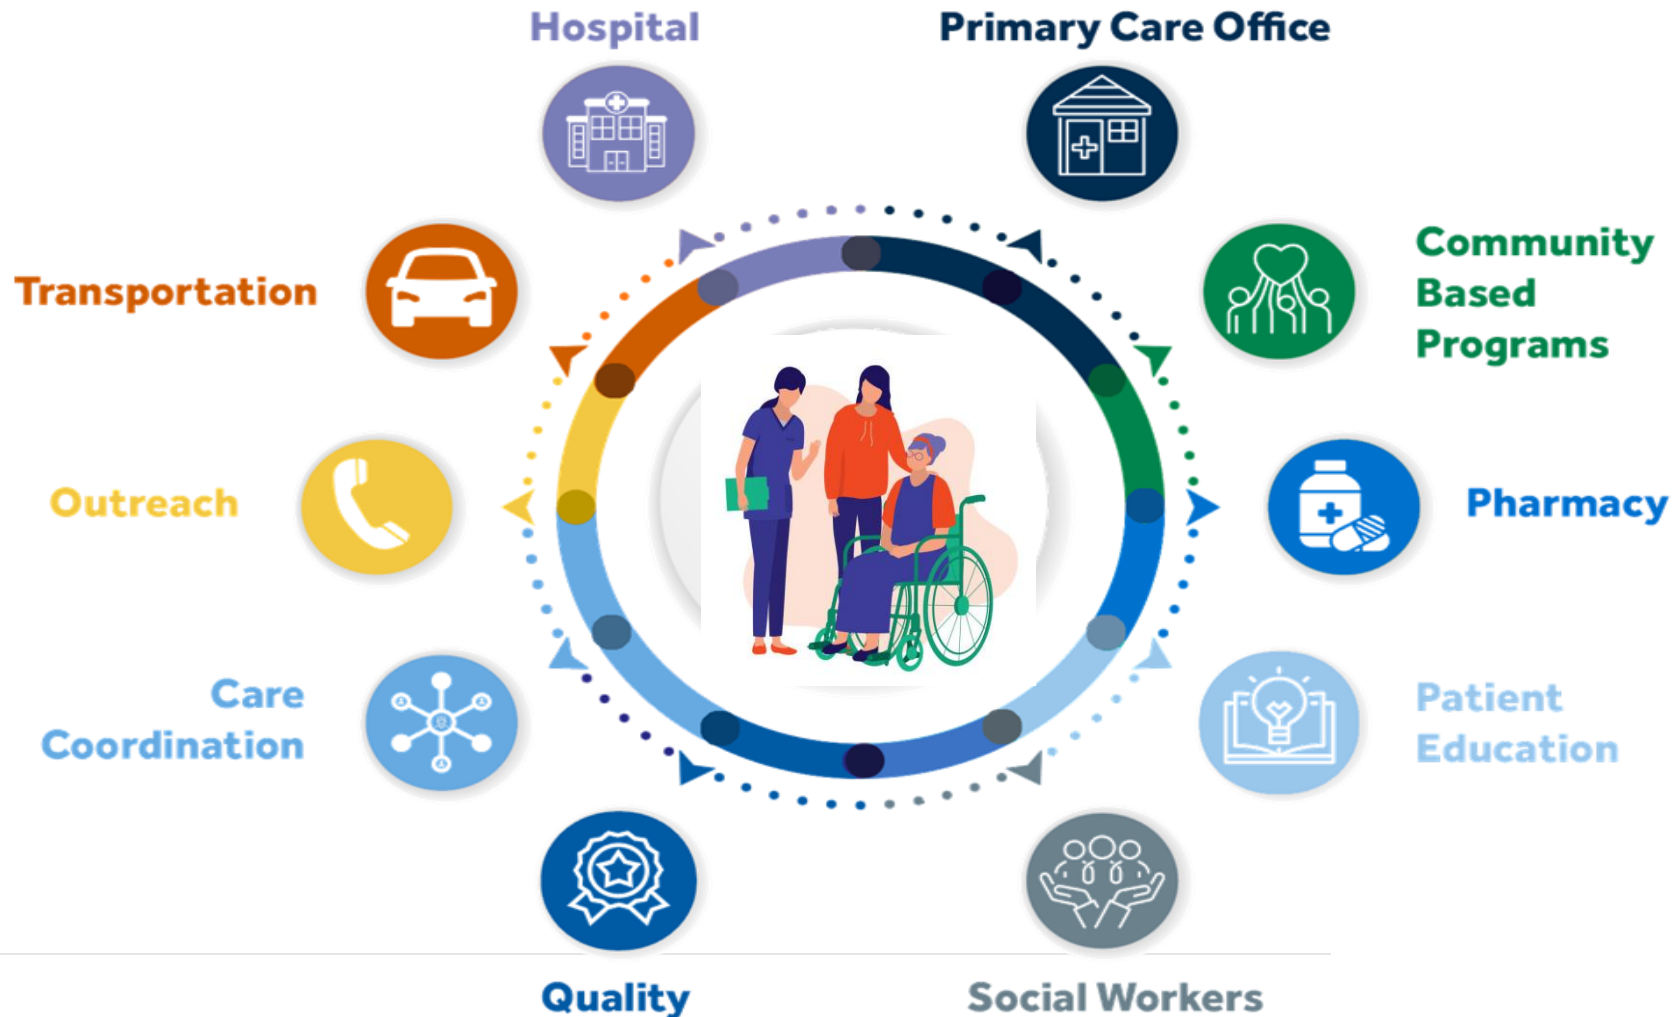 Hospital
Primary Care Office
Transportation
Community
Based
Programs
Outreach
Pharmacy
Care
Coordination
Patient
Education
Quality
Social Workers